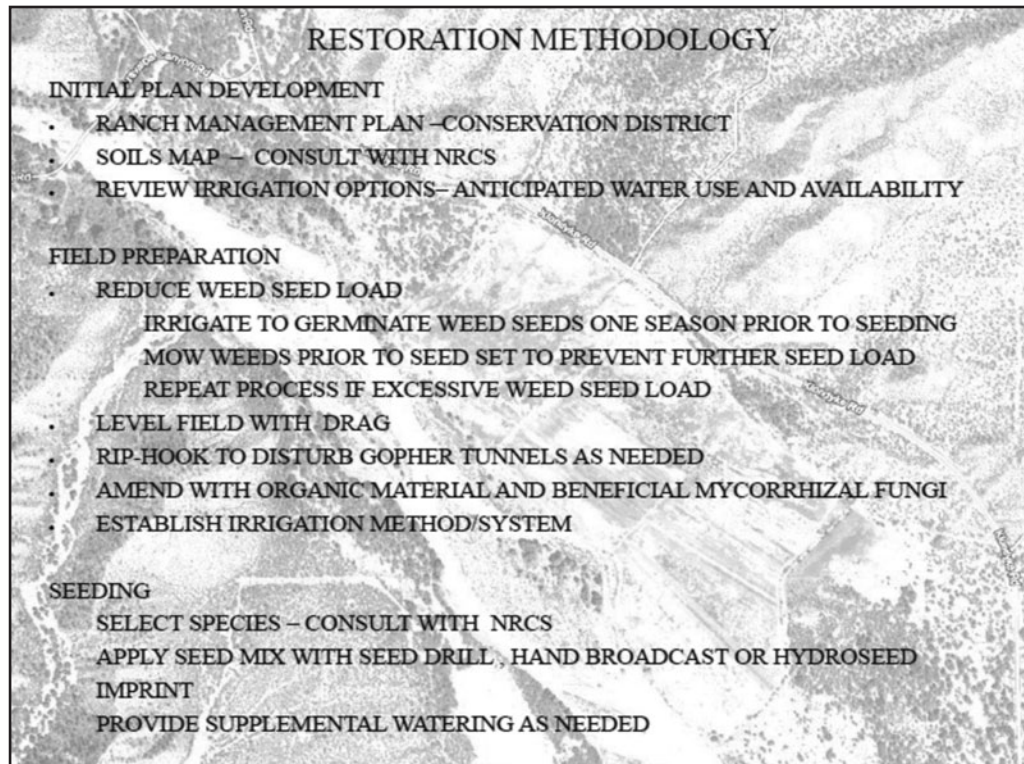 RESTORATION METHODOLOGY
INITIAL PLAN DEVELOPMENT
• RANCH MANAGEMENT PLAN –CONSERVATION DISTRICT
• SOILS MAP – CONSULT WITH NRCS
• REVIEW IRRIGATION OPTIONS– ANTICIPATED WATER USE AND AVAILABILITY
FIELD PREPARATION
• REDUCE WEED SEED LOAD
IRRIGATE TO GERMINATE WEED SEEDS ONE SEASON PRIOR TO SEEDING
MOW WEEDS PRIOR TO SEED SET TO PREVENT FURTHER SEED LOAD
REPEAT PROCESS IF EXCESSIVE WEED SEED LOAD
• LEVEL FIELD WITH DRAG
• RIP-HOOK TO DISTURB GOPHER TUNNELS AS NEEDED
• AMEND WITH ORGANIC MATERIAL AND BENEFICIAL MYCORRHIZAL FUNGI
• ESTABLISH IRRIGATION METHOD/SYSTEM
SEEDING
SELECT SPECIES – CONSULT WITH NRCS
APPLY SEED MIX WITH SEED DRILL , HAND BROADCAST OR HYDROSEED
IMPRINT
PROVIDE SUPPLEMENTAL WATERING AS NEEDED